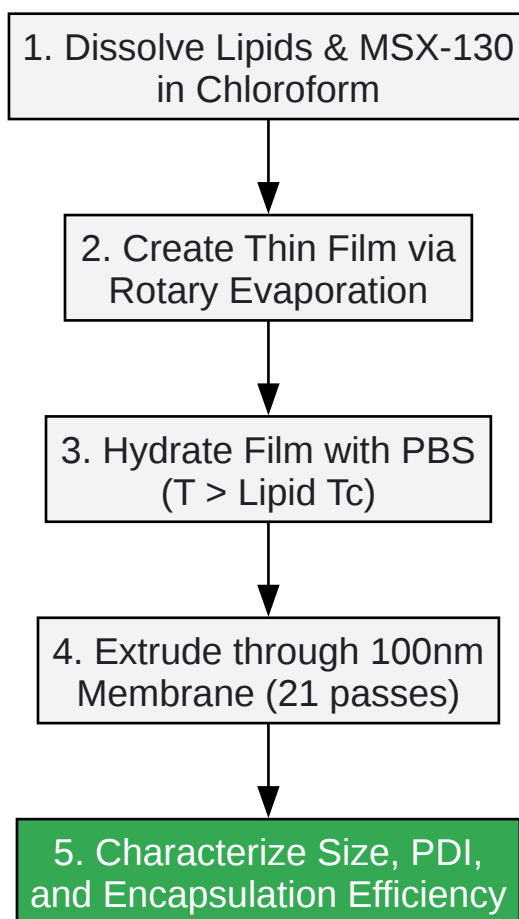 1. Dissolve Lipids & MSX-130
in Chloroform
2. Create Thin Film via
Rotary Evaporation
3. Hydrate Film with PBS
(T > Lipid Tc)
4. Extrude through 100nm
Membrane (21 passes)
5. Characterize Size, PDI,
and Encapsulation Efficiency